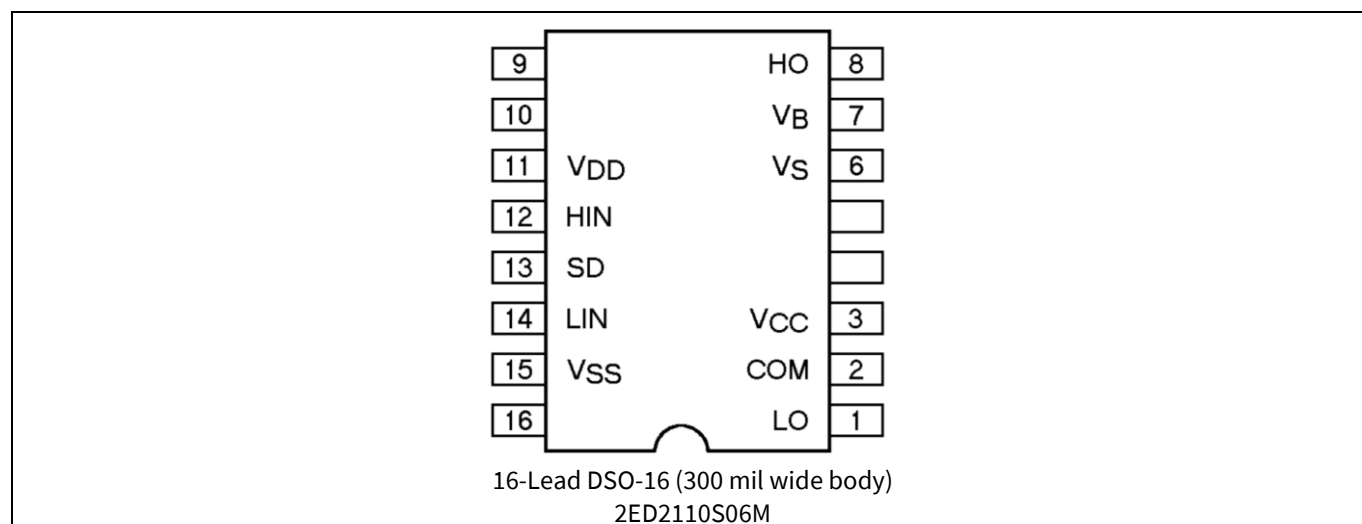 9 HO 8
10 VB 7
11 VDD VS 6
12 HIN
13 SD
14 LIN VCC 3
15 VSS COM 2
16 LO 1
16-Lead DSO-16 (300 mil wide body)
2ED2110S06M